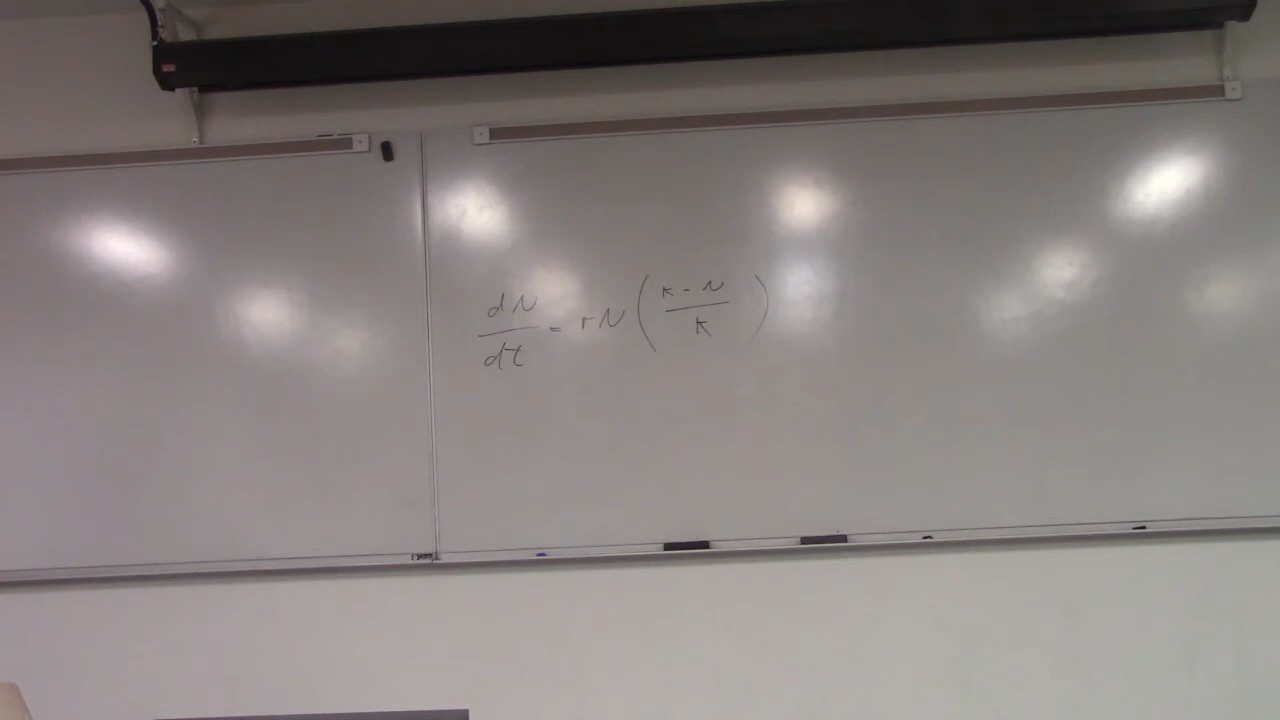 dN/dt = rN ( K - N / K )